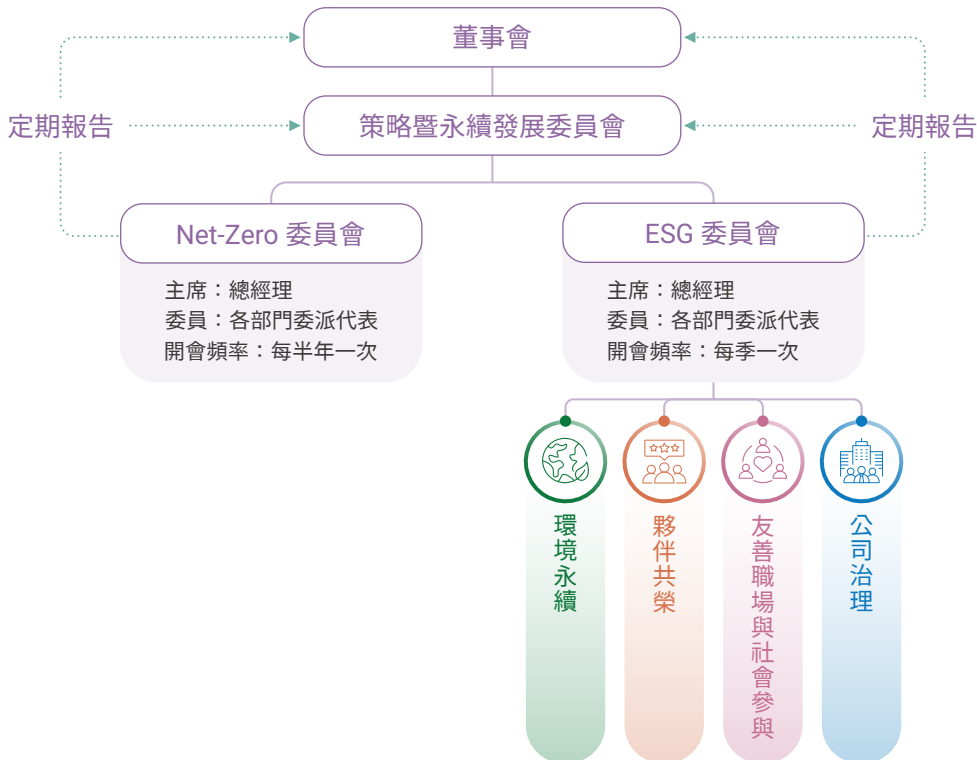 董事會
定期報告
策略暨永續發展委員會
定期報告
Net-Zero 委員會
主席：總經理
委員：各部門委派代表
開會頻率：每半年一次
ESG 委員會
主席：總經理
委員：各部門委派代表
開會頻率：每季一次
環境永續
夥伴共榮
友善職場與社會參與
公司治理